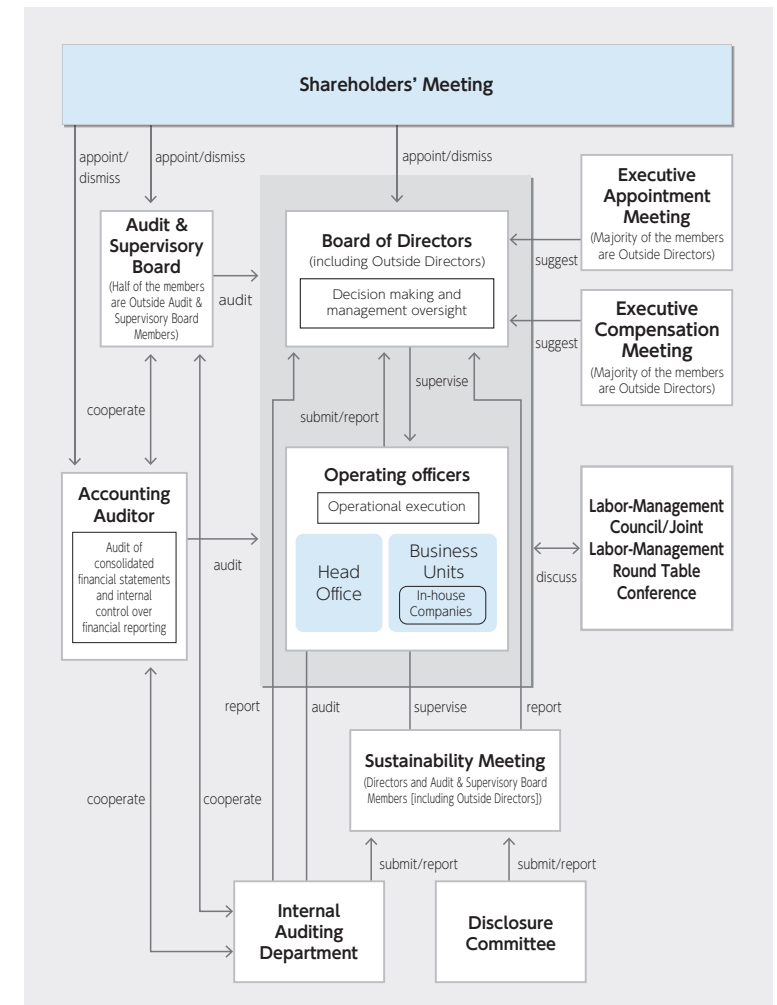 Shareholders’ Meeting
appoint/
dismiss
appoint/dismiss
appoint/dismiss
Audit &
Supervisory
Board
(Half of the members
are Outside Audit &
Supervisory Board
Members)
audit
Board of Directors
(including Outside Directors)
Decision making and
management oversight
Executive
Appointment
Meeting
(Majority of the members
are Outside Directors)
suggest
Executive
Compensation
Meeting
(Majority of the members
are Outside Directors)
suggest
cooperate
submit/report
supervise
Accounting
Auditor
Audit of
consolidated
financial statements
and internal
control over
financial reporting
audit
Operating officers
Operational execution
Head
Office
Business
Units
In-house
Companies
discuss
Labor-Management
Council/Joint
Labor-Management
Round Table
Conference
report
audit
supervise
report
Sustainability Meeting
(Directors and Audit & Supervisory Board
Members [including Outside Directors])
cooperate
cooperate
submit/report
submit/report
Internal
Auditing
Department
Disclosure
Committee